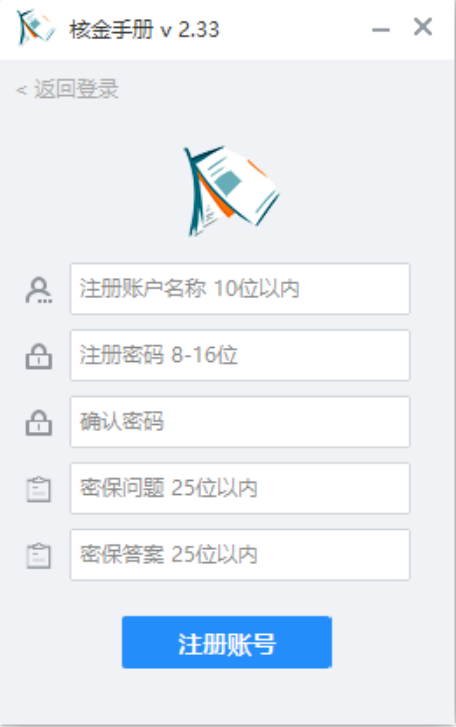 核金手册 v 2.33
< 返回登录
注册账户名称 10位以内
注册密码 8-16位
确认密码
密保问题 25位以内
密保答案 25位以内
注册账号